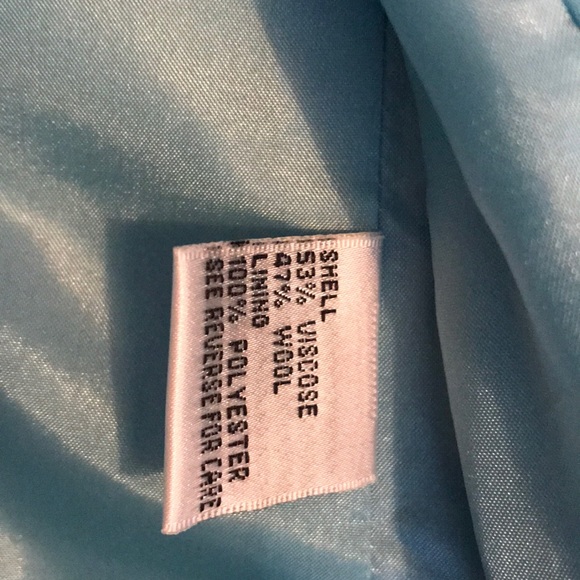 SHELL
53% VISCOSE
47% WOOL
LINING
100% POLYESTER
SEE REVERSE FOR CARE